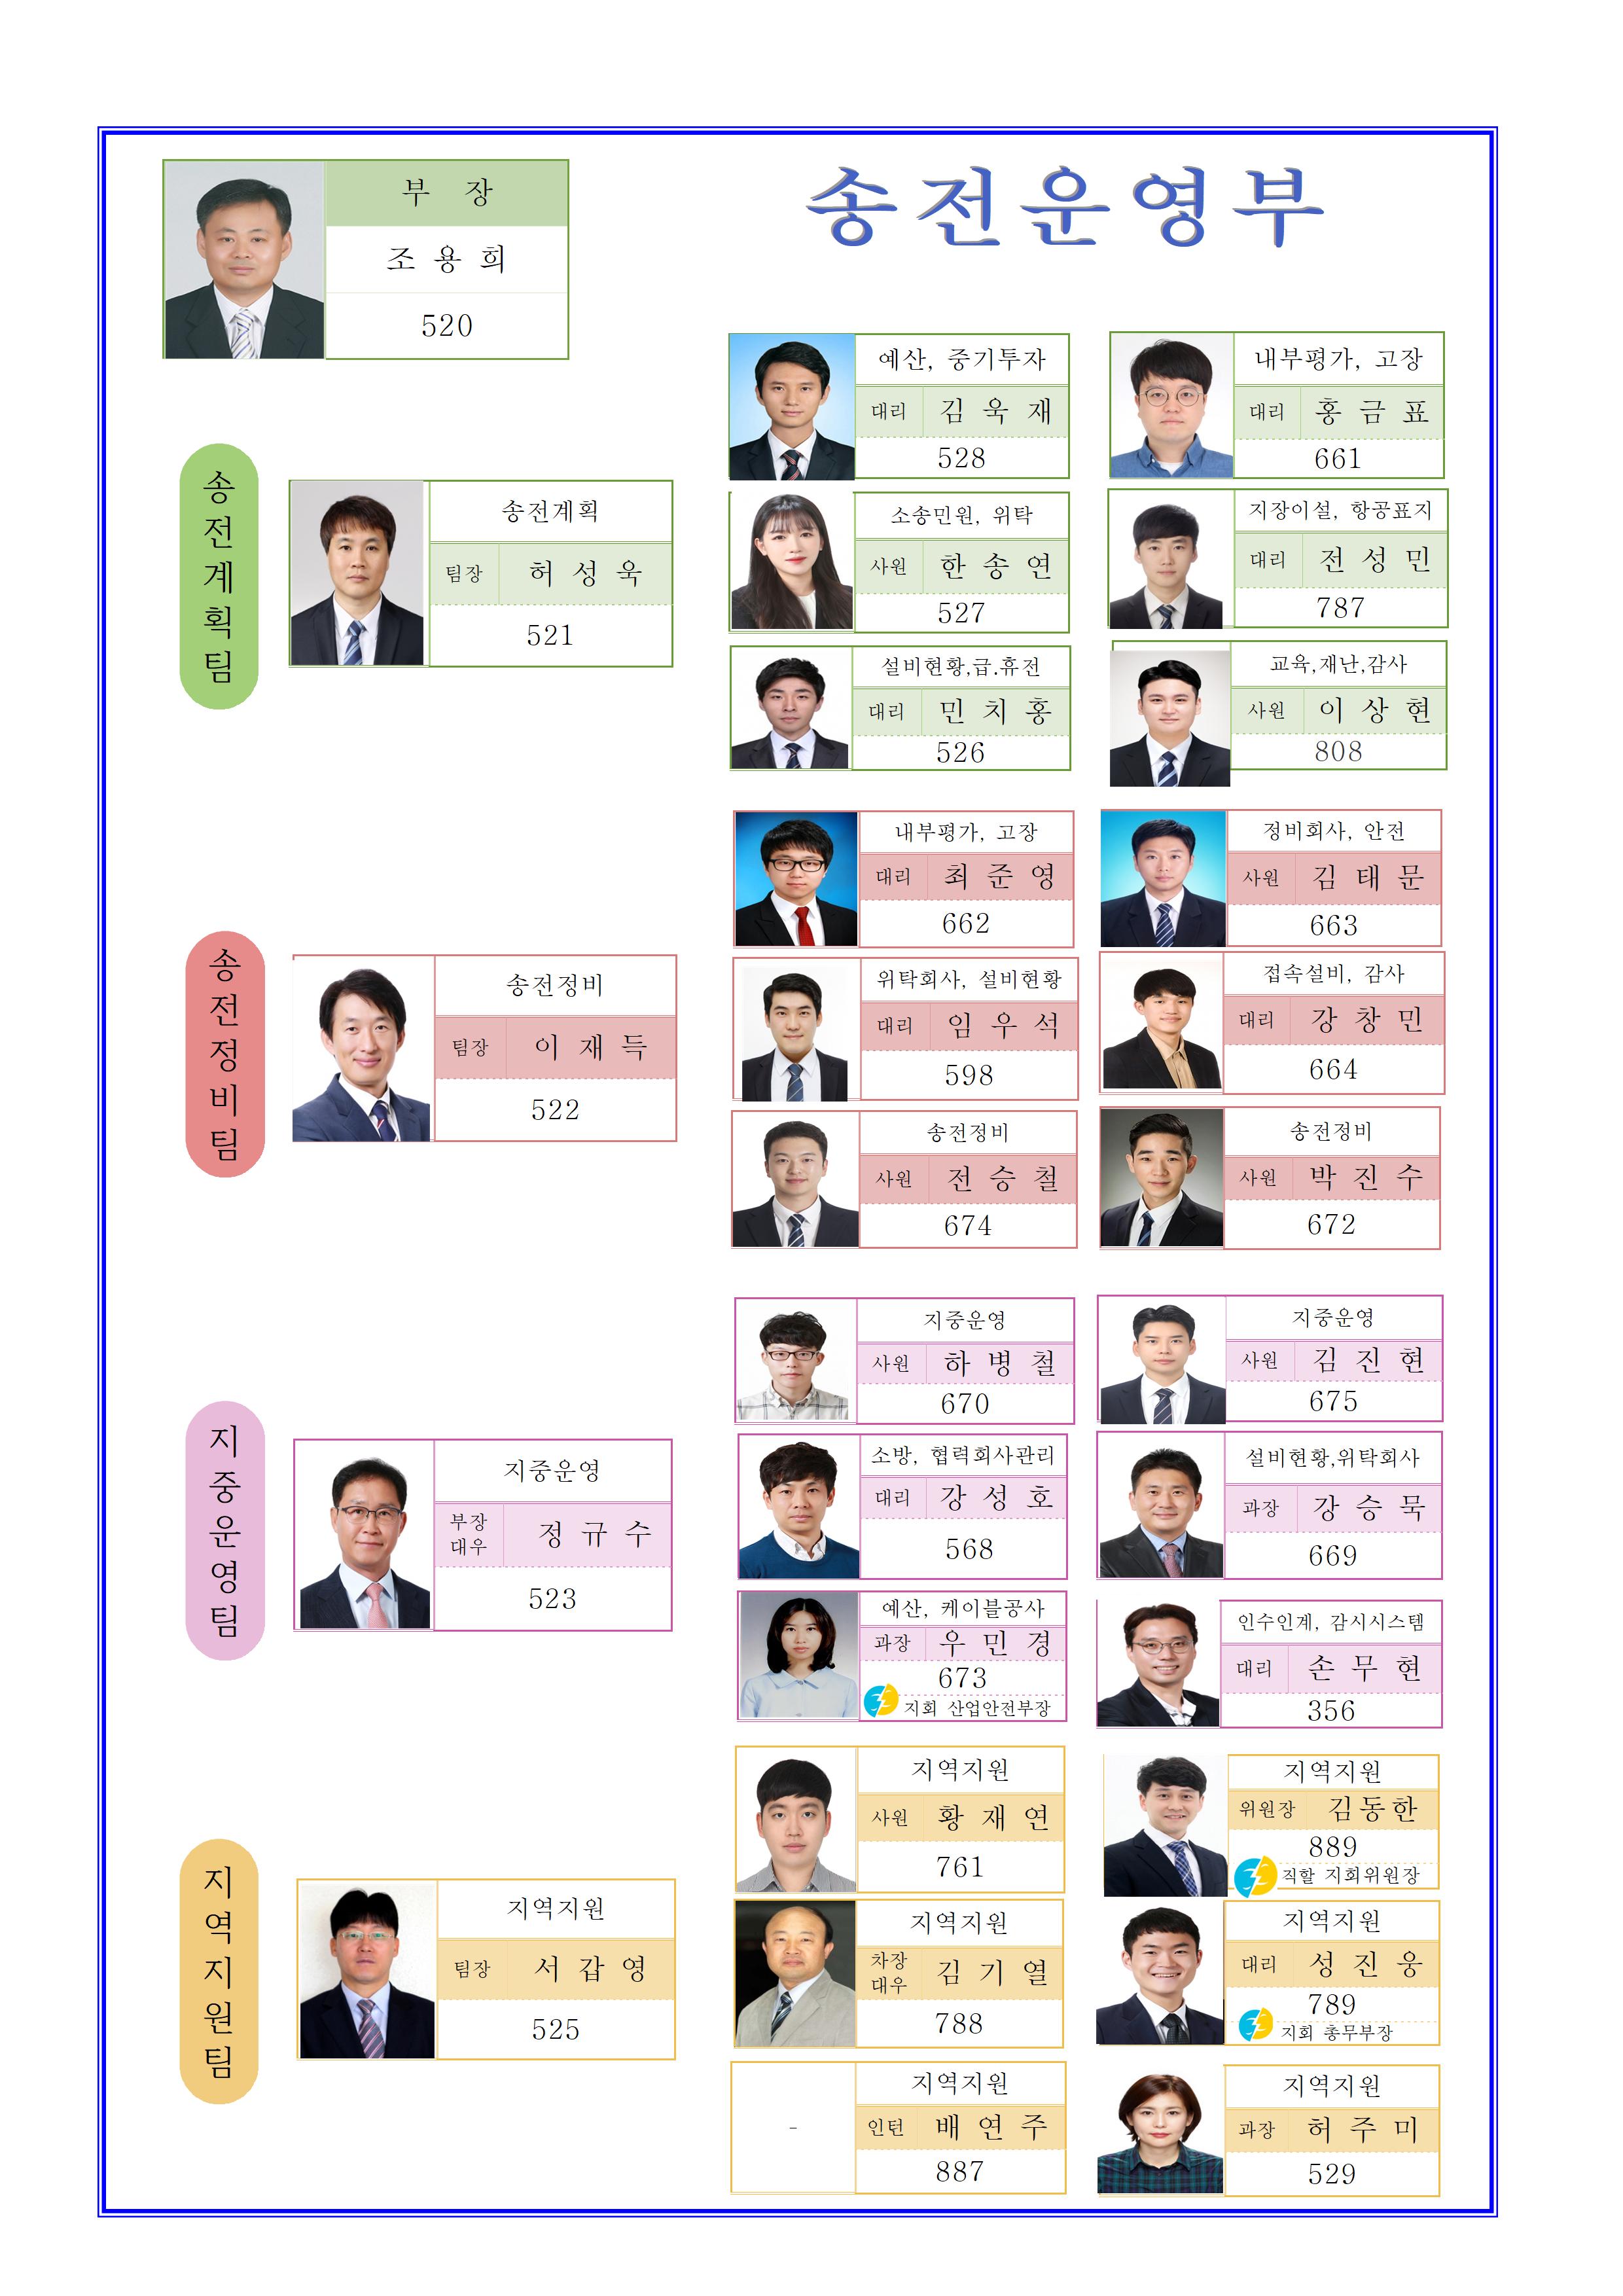 송전운영부
부 장
조 용 희
520
송전계획팀
송전계획
팀장 허 성 욱
521
예산, 중기투자
대리 김 욱 재
528
내부평가, 고장
대리 홍 금 표
661
소송민원, 위탁
사원 한 송 연
527
지장이설, 항공표지
대리 전 성 민
787
설비현황,급.휴전
대리 민 치 홍
526
교육,재난,감사
사원 이 상 현
808
송전정비팀
송전정비
팀장 이 재 득
522
내부평가, 고장
대리 최 준 영
662
정비회사, 안전
사원 김 태 문
663
위탁회사, 설비현황
대리 임 우 석
598
접속설비, 감사
대리 강 창 민
664
송전정비
사원 전 승 철
674
송전정비
사원 박 진 수
672
지중운영팀
지중운영
부장
대우 정 규 수
523
지중운영
사원 하 병 철
670
지중운영
사원 김 진 현
675
소방, 협력회사관리
대리 강 성 호
568
설비현황,위탁회사
과장 강 승 묵
669
예산, 케이블공사
과장 우 민 경
673
지회 산업안전부장
인수인계, 감시시스템
대리 손 무 현
356
지역지원팀
지역지원
팀장 서 갑 영
525
지역지원
사원 황 재 연
761
지역지원
위원장 김동한
889
직할 지회위원장
지역지원
차장
대우 김 기 열
788
지역지원
대리 성 진 웅
789
지회 총무부장
-
지역지원
인턴 배 연 주
887
지역지원
과장 허 주 미
529